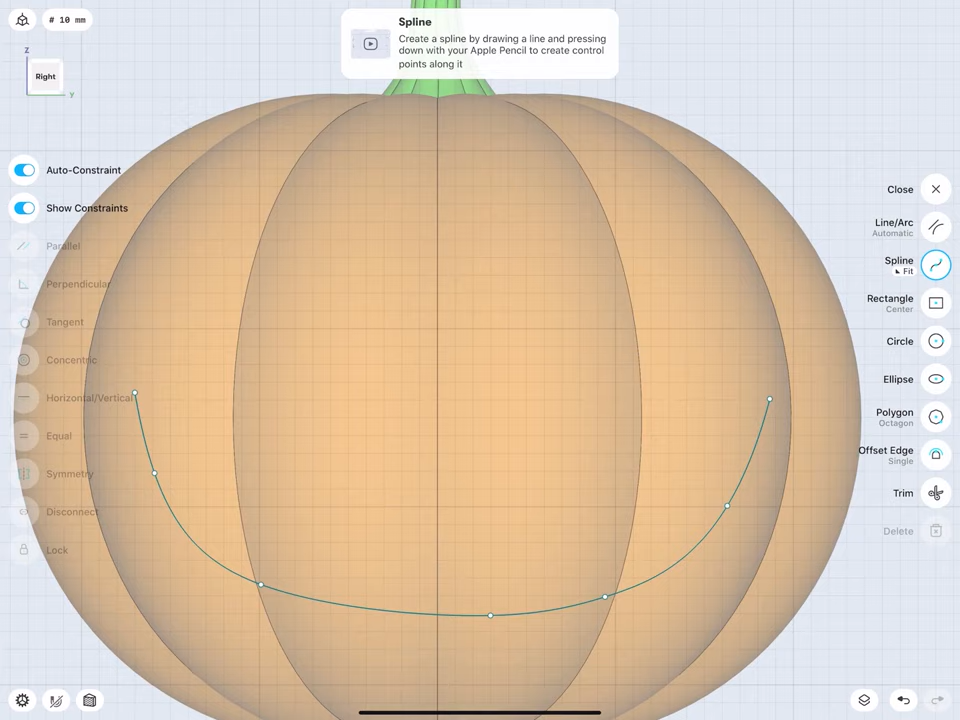 # 10 mm
Z
Right
Y
Spline
Create a spline by drawing a line and pressing
down with your Apple Pencil to create control
points along it
Auto-Constraint
Show Constraints
Parallel
Perpendicular
Tangent
Concentric
Horizontal/Vertical
Equal
Symmetry
Disconnect
Lock
Close
Line/Arc
Automatic
Spline
Fit
Rectangle
Center
Circle
Ellipse
Polygon
Octagon
Offset Edge
Single
Trim
Delete